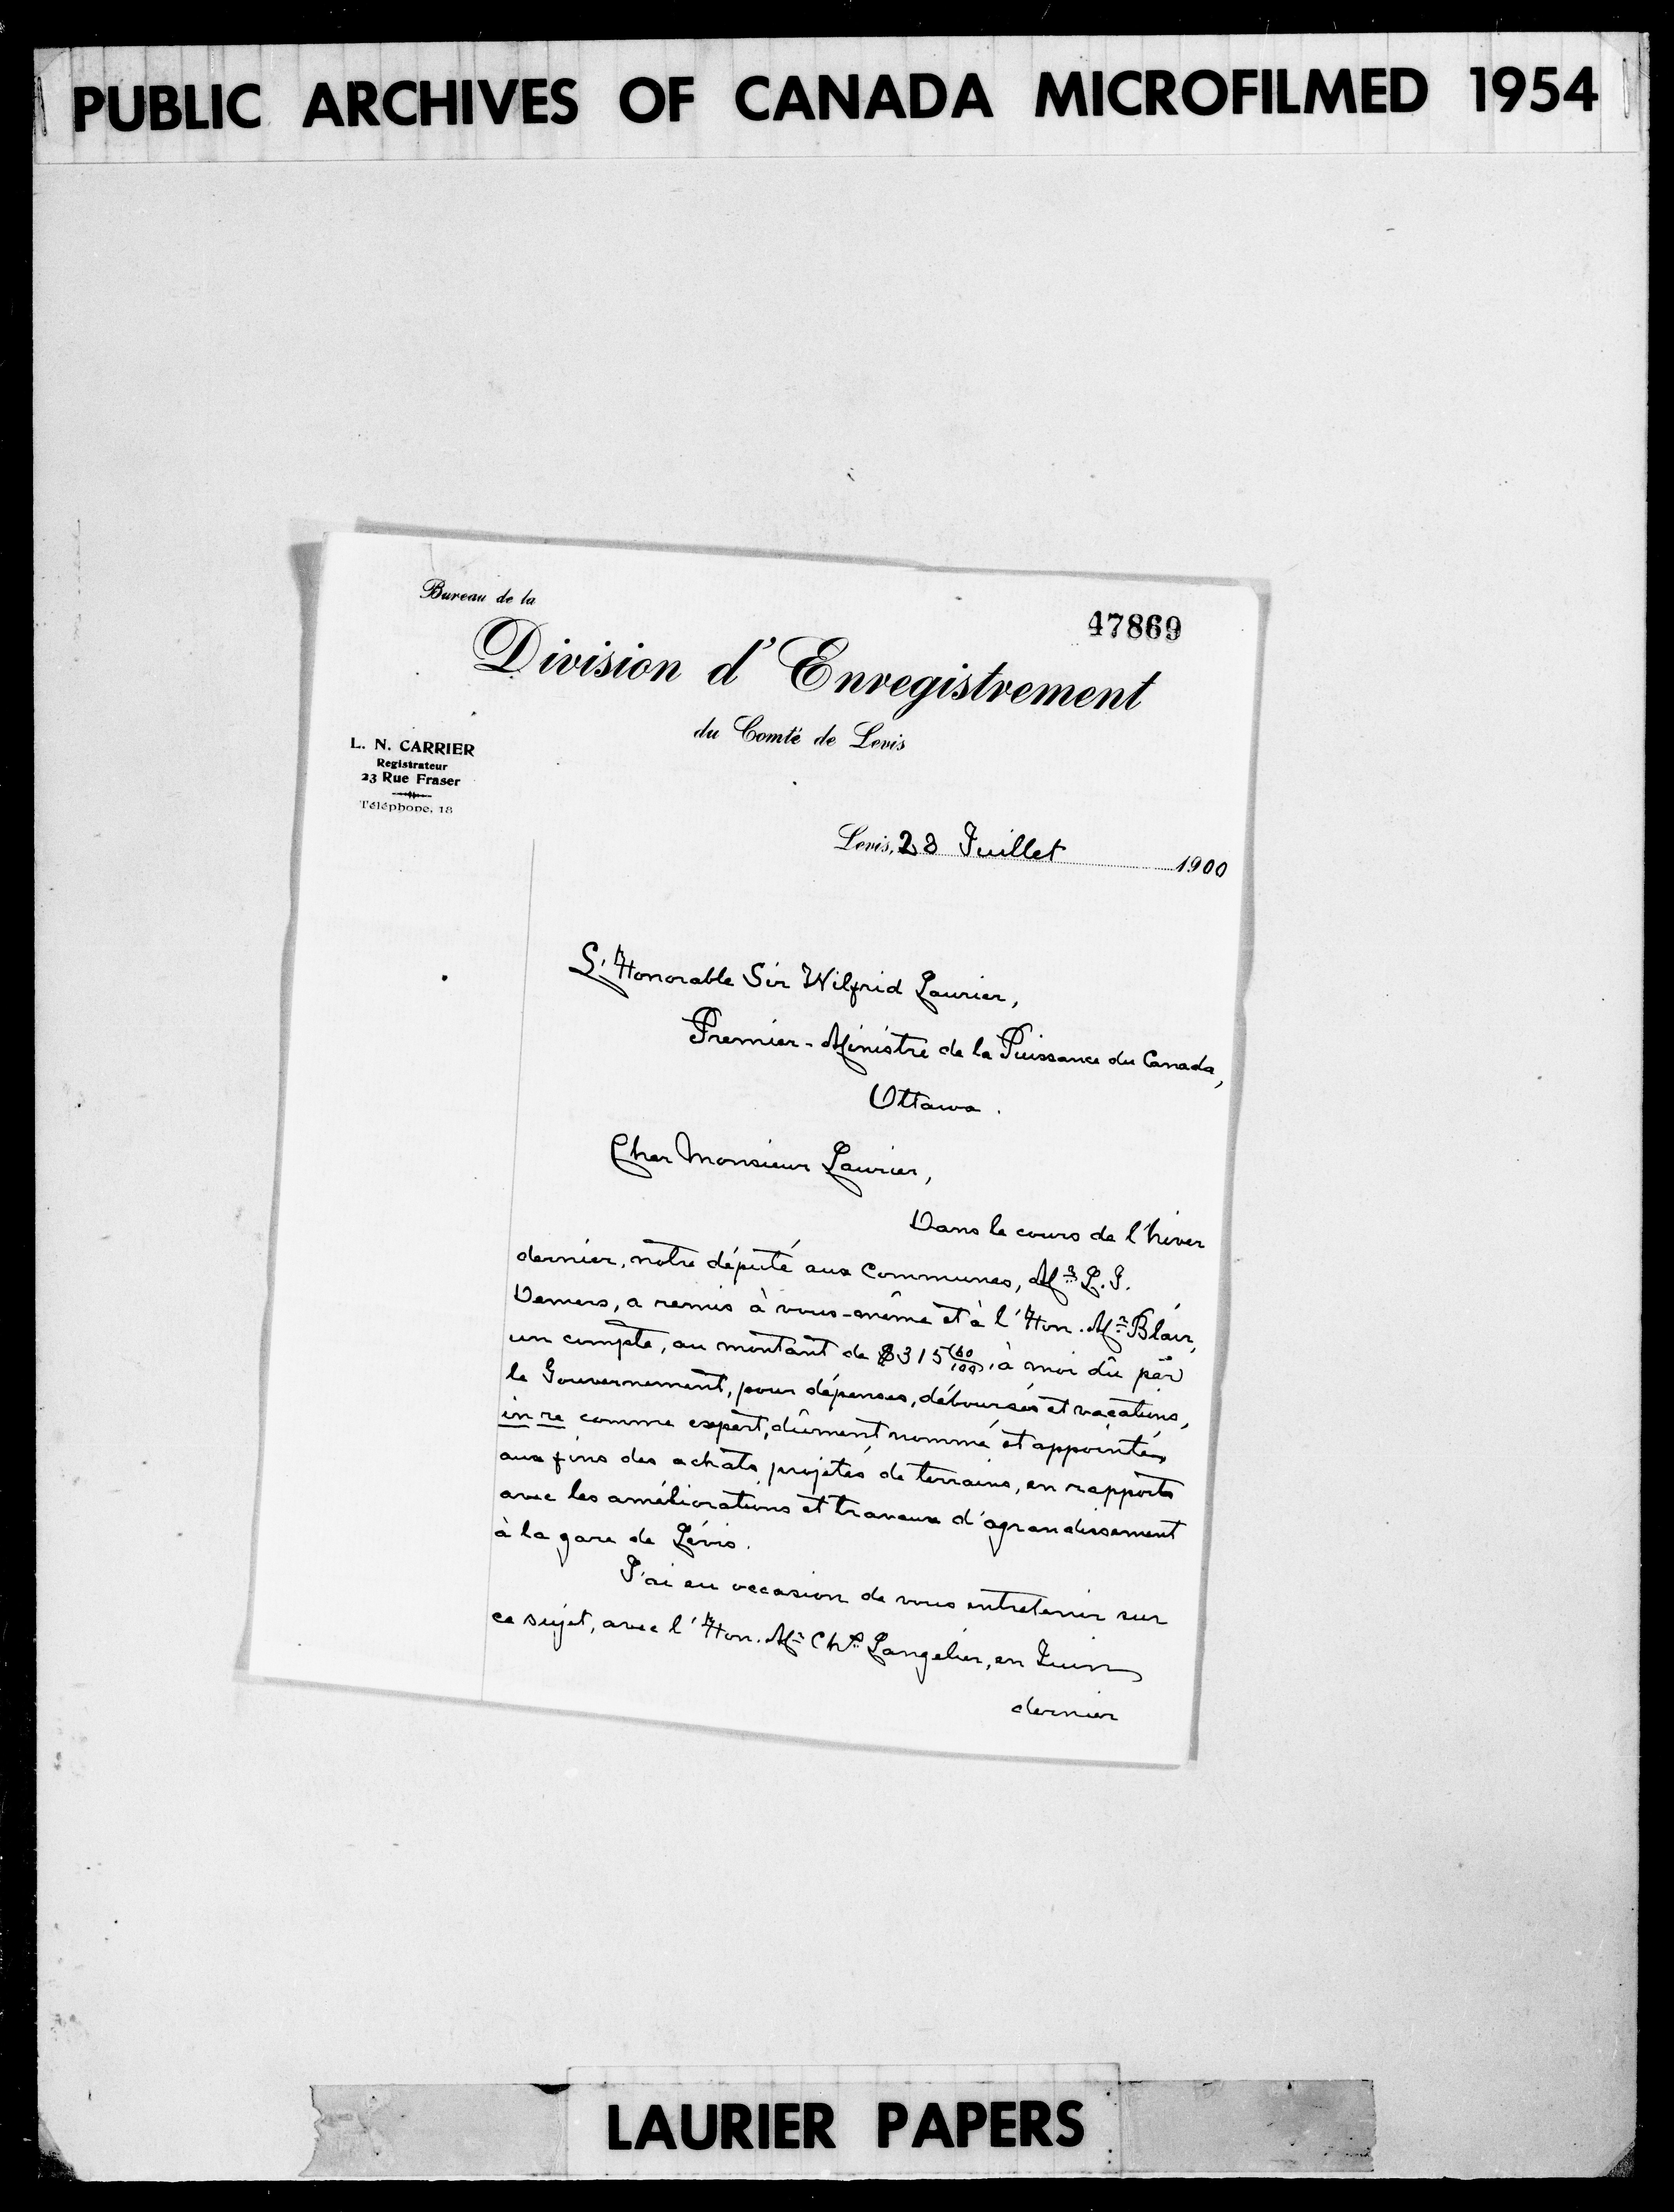 PUBLIC ARCHIVES OF CANADA MICROFILMED 1954
Bureau de la
47869
Division d'Enregistrement
du Comté de Levis
L. N. CARRIER
Registrateur
23 Rue Fraser
Téléphone, 18
Levis, 28 Juillet 1900
L'Honorable Sir Wilfrid Laurier,
Premier-Ministre de la Puissance du Canada,
Ottawa.
Cher Monsieur Laurier,
Dans le cours de l'hiver
dernier, notre député aux Communes, Mr L. J.
Demers, a remis à vous-même et à l'Hon. Mr Blair,
un compte, au montant de $315 60/100, à moi dû par
le Gouvernement, pour dépenses, déboursés et vacations,
in re comme expert, dûment nommé et appointé,
aux fins des achats projetés de terrains, en rapports
avec les améliorations et travaux d'agrandissement
à la gare de Lévis.
J'ai eu occasion de vous entretenir sur
ce sujet, avec l'Hon. Mr Chs Langelier, en Juin
dernier
LAURIER PAPERS